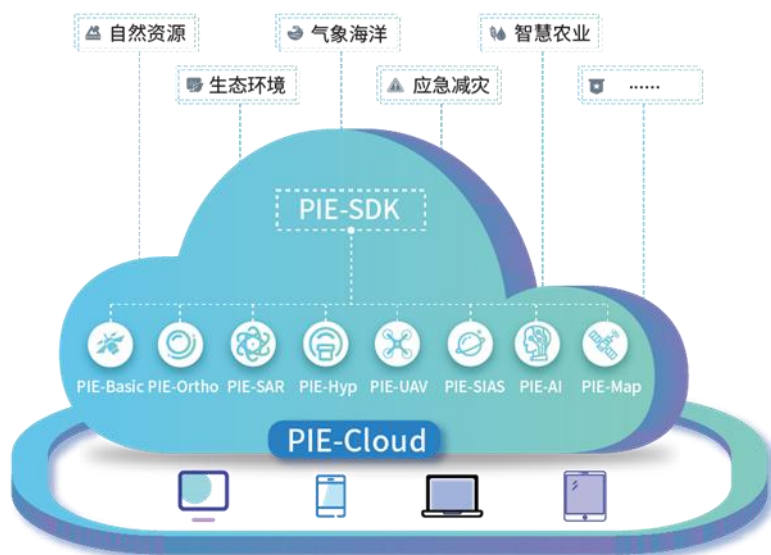 自然资源
气象海洋
智慧农业
生态环境
应急减灾
......
PIE-SDK
PIE-Basic
PIE-Ortho
PIE-SAR
PIE-Hyp
PIE-UAV
PIE-SIAS
PIE-AI
PIE-Map
PIE-Cloud